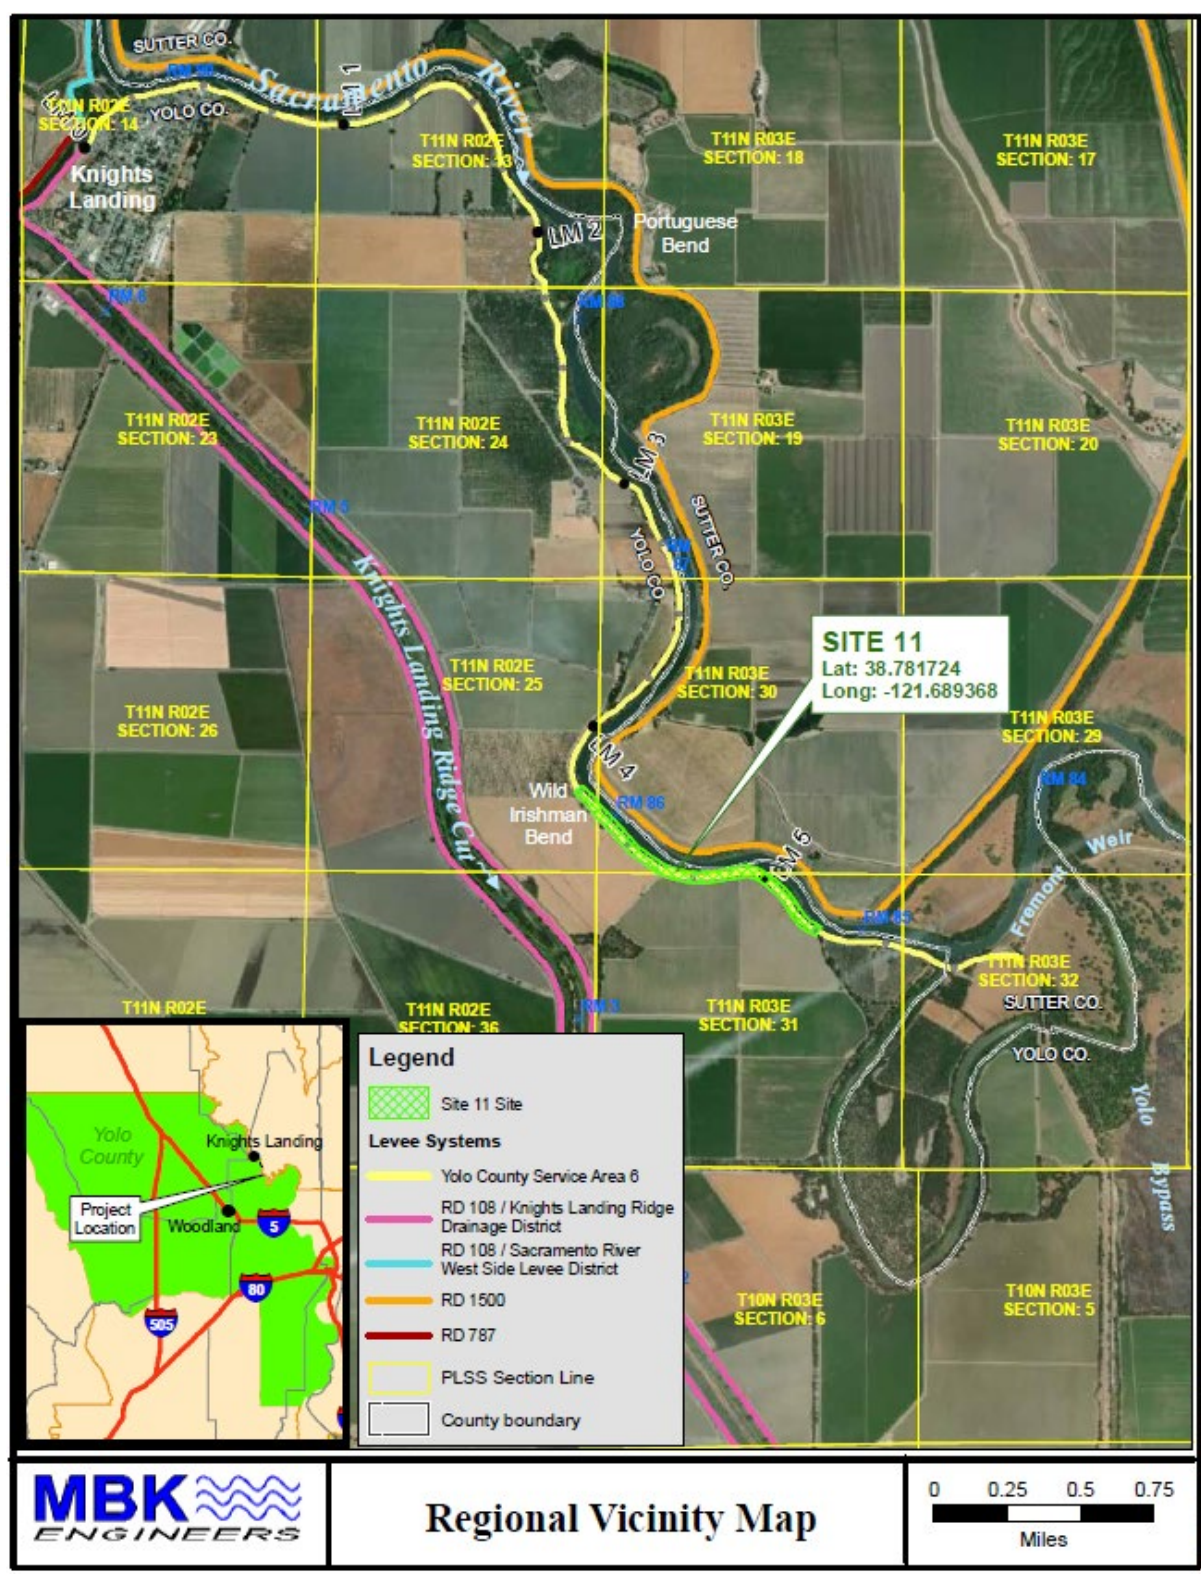 SUTTER CO.
RM 90
YOLO CO.
Sacramento River
LM 1
T11N R02E
SECTION: 14
Knights
Landing
T11N R02E
SECTION: 13
T11N R03E
SECTION: 18
T11N R03E
SECTION: 17
LM 2
Portuguese
Bend
RM 6
RM 88
T11N R02E
SECTION: 23
T11N R02E
SECTION: 24
T11N R03E
SECTION: 19
T11N R03E
SECTION: 20
LM 3
RM 5
SUTTER CO.
YOLO CO.
RM 87
Knights Landing Ridge Cut
SITE 11
Lat: 38.781724
Long: -121.689368
T11N R02E
SECTION: 25
T11N R03E
SECTION: 30
T11N R02E
SECTION: 26
T11N R03E
SECTION: 29
LM 4
RM 84
Wild
Irishman
Bend
RM 86
Fremont Weir
LM 5
RM 85
T11N R03E
SECTION: 32
SUTTER CO.
T11N R02E
T11N R02E
SECTION: 36
RM 3
T11N R03E
SECTION: 31
YOLO CO.
Yolo Bypass
T10N R03E
SECTION: 6
T10N R03E
SECTION: 5
Yolo
County
Knights Landing
Project
Location
Woodland
5
80
505
Legend
Site 11 Site
Levee Systems
Yolo County Service Area 6
RD 108 / Knights Landing Ridge
Drainage District
RD 108 / Sacramento River
West Side Levee District
RD 1500
RD 787
PLSS Section Line
County boundary
MBK
ENGINEERS
Regional Vicinity Map
0 0.25 0.5 0.75
Miles